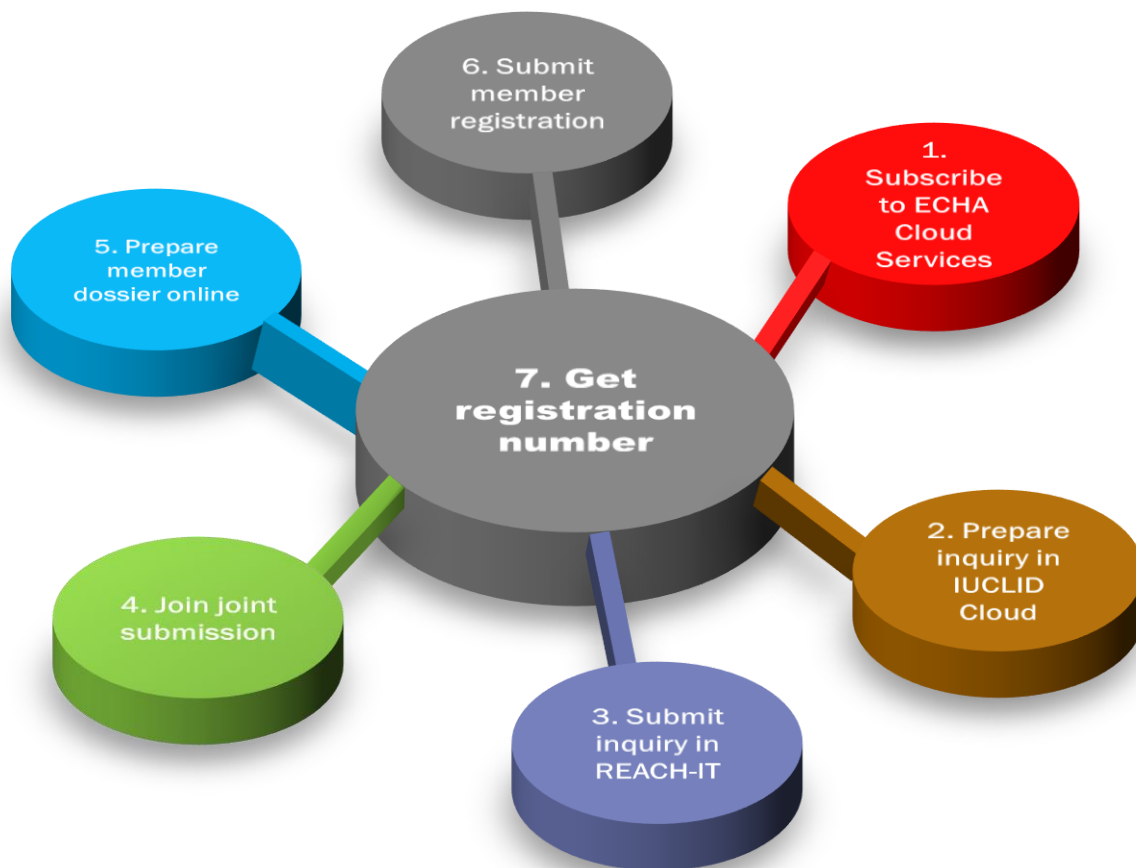 6. Submit
member
registration
1.
Subscribe
to ECHA
Cloud
Services
5. Prepare
member
dossier online
7. Get
registration
number
2. Prepare
inquiry in
IUCLID
Cloud
4. Join joint
submission
3. Submit
inquiry in
REACH-IT